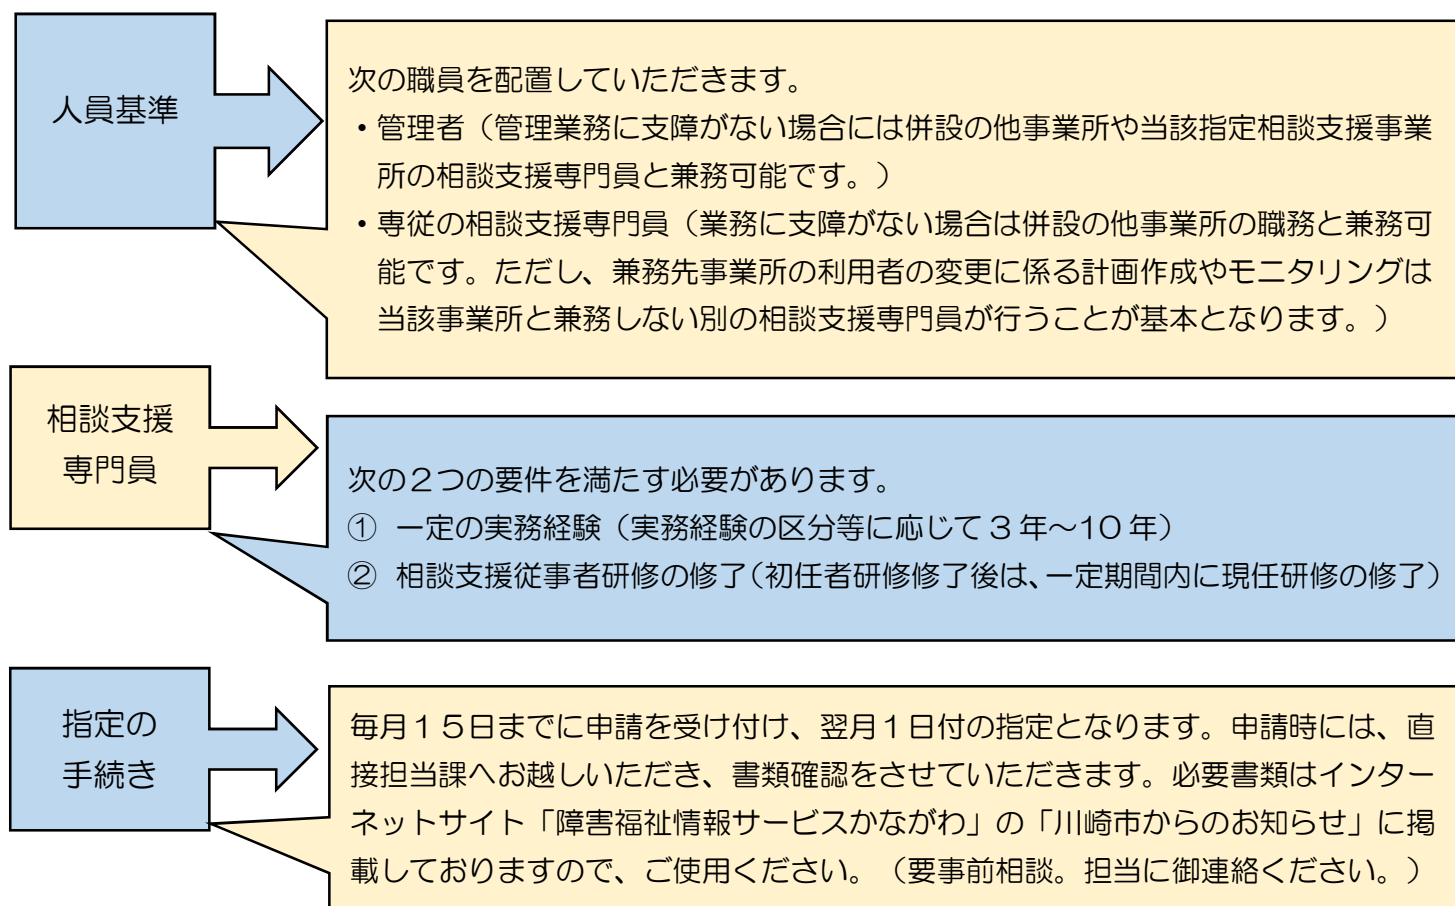 人員基準
次の職員を配置していただきます。
・管理者（管理業務に支障がない場合には併設の他事業所や当該指定相談支援事業
所の相談支援専門員と兼務可能です。）
・専従の相談支援専門員（業務に支障がない場合は併設の他事業所の職務と兼務可
能です。ただし、兼務先事業所の利用者の変更に係る計画作成やモニタリングは
当該事業所と兼務しない別の相談支援専門員が行うことが基本となります。）
相談支援
専門員
次の２つの要件を満たす必要があります。
① 一定の実務経験（実務経験の区分等に応じて３年～10年）
② 相談支援従事者研修の修了（初任者研修修了後は、一定期間内に現任研修の修了）
指定の
手続き
毎月１５日までに申請を受け付け、翌月１日付の指定となります。申請時には、直
接担当課へお越しいただき、書類確認をさせていただきます。必要書類はインター
ネットサイト「障害福祉情報サービスかながわ」の「川崎市からのお知らせ」に掲
載しておりますので、ご使用ください。（要事前相談。担当に御連絡ください。）